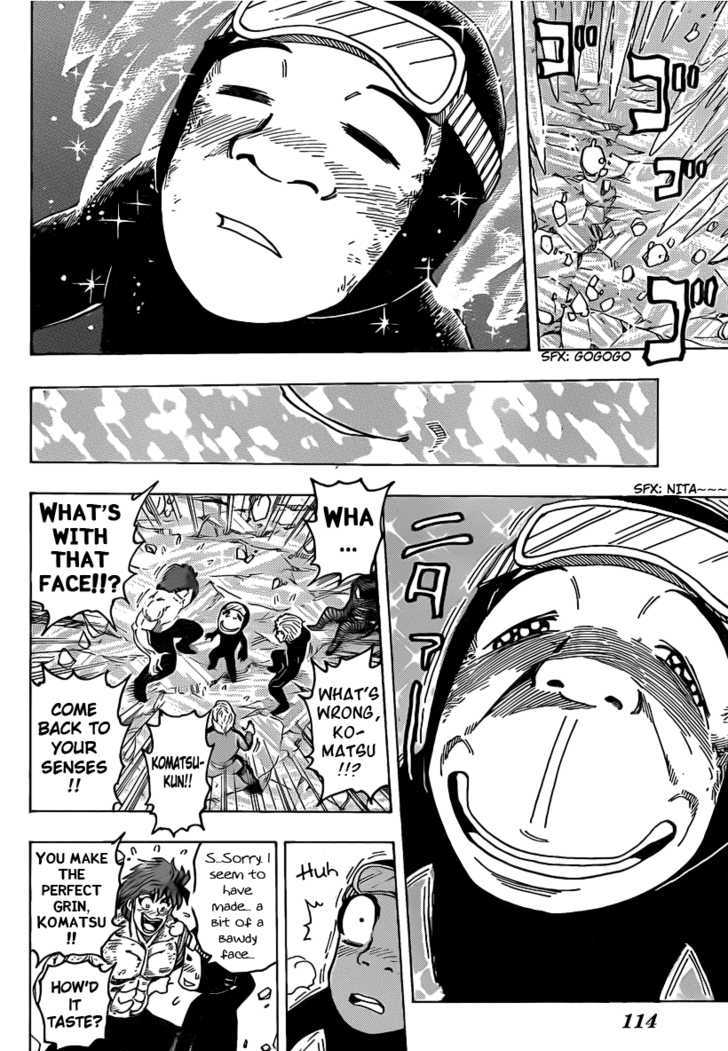 ゴ
ゴ
ゴ
ゴ
SFX: GOGOGO
SFX: NITA~~~
ニタァ
WHA
...
WHAT'S
WITH
THAT
FACE!!?
WHAT'S
WRONG,
KO-
MATSU
!!?
KOMATSU-
KUN!!
COME
BACK TO
YOUR
SENSES
!!
Huh
S...Sorry. I
seem to
have
made... a
bit of a
bawdy
face...
YOU MAKE
THE
PERFECT
GRIN,
KOMATSU
!!
HOW'D
IT
TASTE?
114